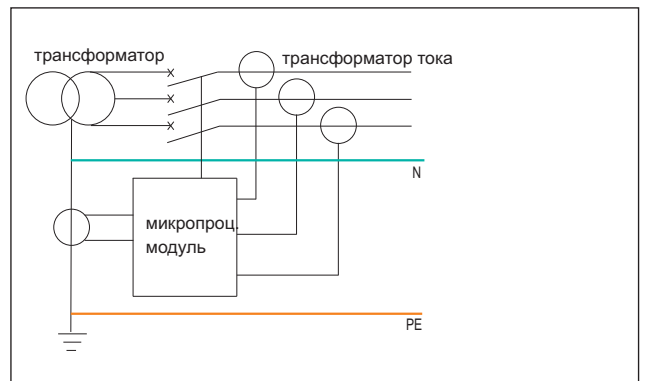 трансформатор
трансформатор тока
N
микропроц.
модуль
PE